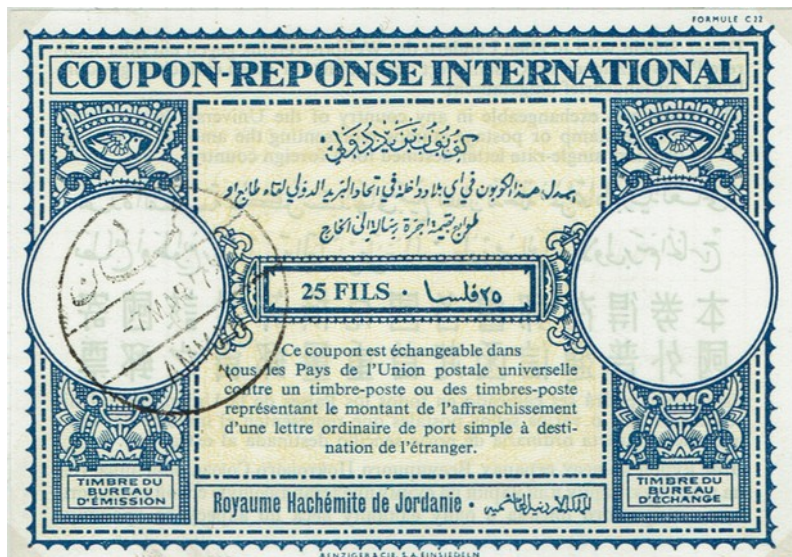 FORMULE C22
COUPON-REPONSE INTERNATIONAL
كوبون بريد دولي
يبدل هذا الكوبون في أي بلاد داخلة في اتحاد البريد الدولي لقاء طابع او
طوابع بقيمة اجرة رسالة الى الخارج
25 FILS · ٢٥ فلسا
Ce coupon est échangeable dans
tous les Pays de l'Union postale universelle
contre un timbre-poste ou des timbres-poste
représentant le montant de l'affranchissement
d'une lettre ordinaire de port simple à desti-
nation de l'étranger.
TIMBRE DU
BUREAU
D'ÉMISSION
Royaume Hachémite de Jordanie · المملكة الاردنية الهاشمية
TIMBRE DU
BUREAU
D'ÉCHANGE
BENZIGER & CIE. S.A. EINSIEDELN
عمان
AMMAN